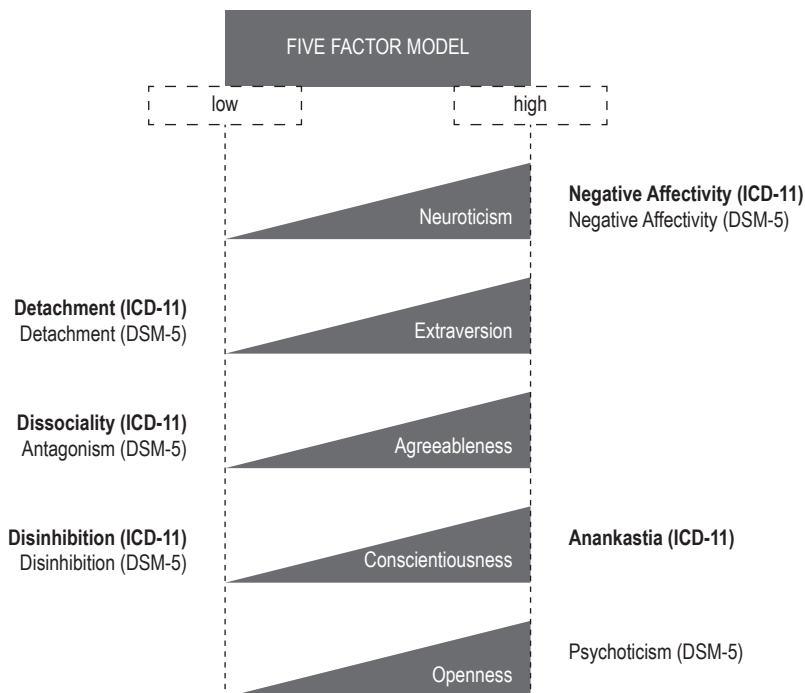 FIVE FACTOR MODEL
low
high
Neuroticism
Negative Affectivity (ICD-11)
Negative Affectivity (DSM-5)
Detachment (ICD-11)
Detachment (DSM-5)
Extraversion
Dissociality (ICD-11)
Antagonism (DSM-5)
Agreeableness
Disinhibition (ICD-11)
Disinhibition (DSM-5)
Conscientiousness
Anankastia (ICD-11)
Openness
Psychoticism (DSM-5)